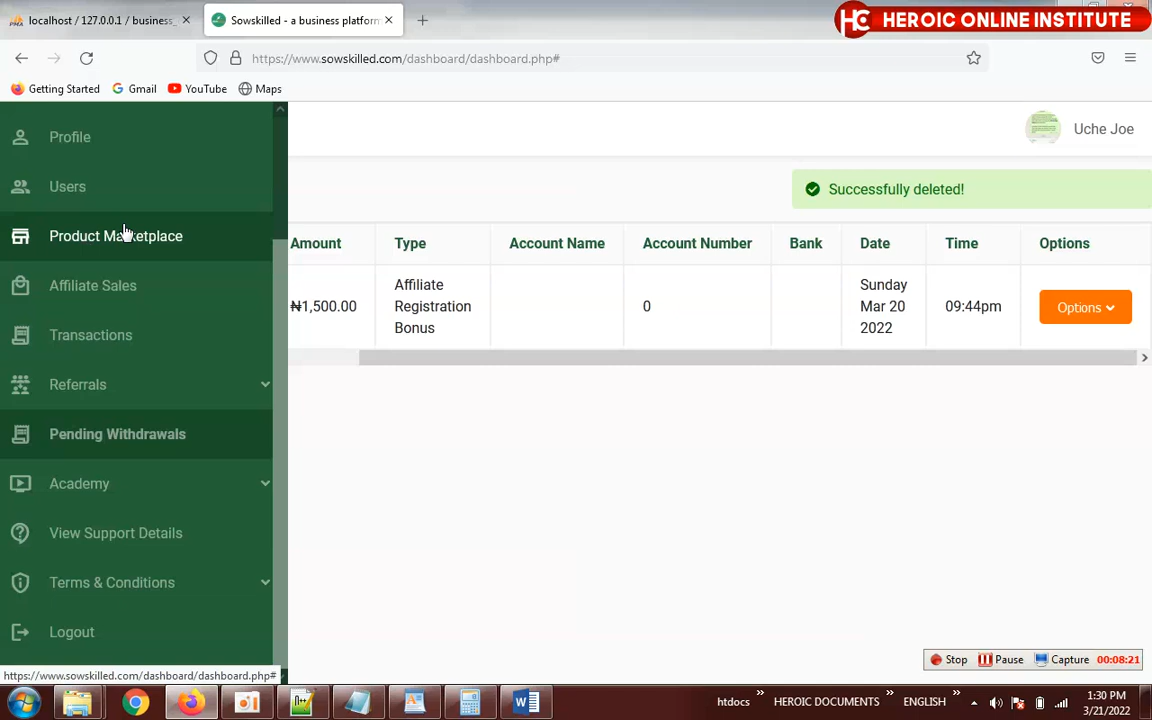 localhost / 127.0.0.1 / business_
Sowskilled - a business platform
HC HEROIC ONLINE INSTITUTE
https://www.sowskilled.com/dashboard/dashboard.php#
Getting Started
Gmail
YouTube
Maps
Profile
Uche Joe
Users
Successfully deleted!
Product Marketplace
Amount
Type
Account Name
Account Number
Bank
Date
Time
Options
₦1,500.00
Affiliate
Registration
Bonus
0
Sunday
Mar 20
2022
09:44pm
Options
Affiliate Sales
Transactions
Referrals
Pending Withdrawals
Academy
View Support Details
Terms & Conditions
Logout
https://www.sowskilled.com/dashboard/dashboard.php#
Stop
Pause
Capture
00:08:21
htdocs
HEROIC DOCUMENTS
ENGLISH
1:30 PM
3/21/2022